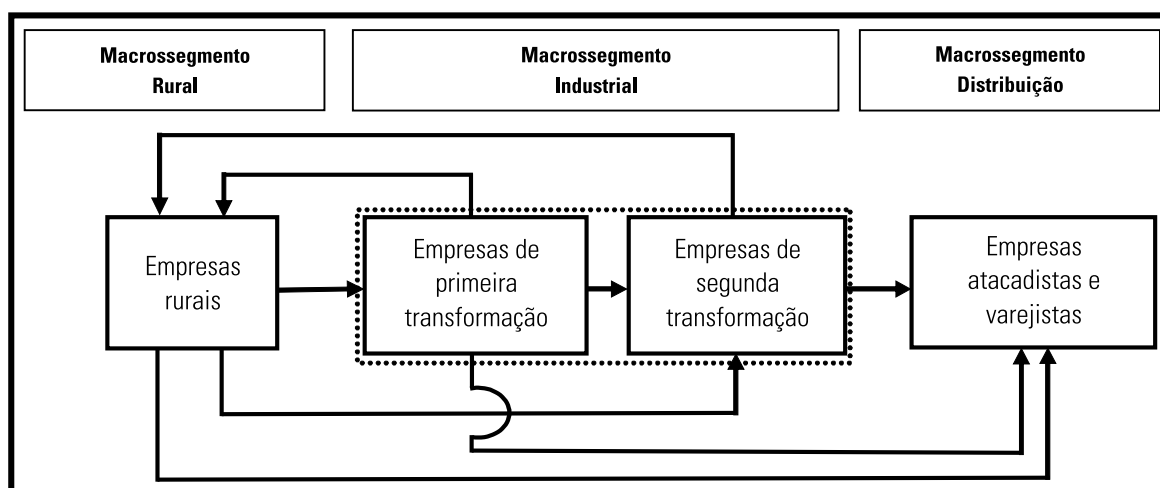 Macrossegmento
Rural
Macrossegmento
Industrial
Macrossegmento
Distribuição
Empresas
rurais
Empresas de
primeira
transformação
Empresas de
segunda
transformação
Empresas
atacadistas e
varejistas